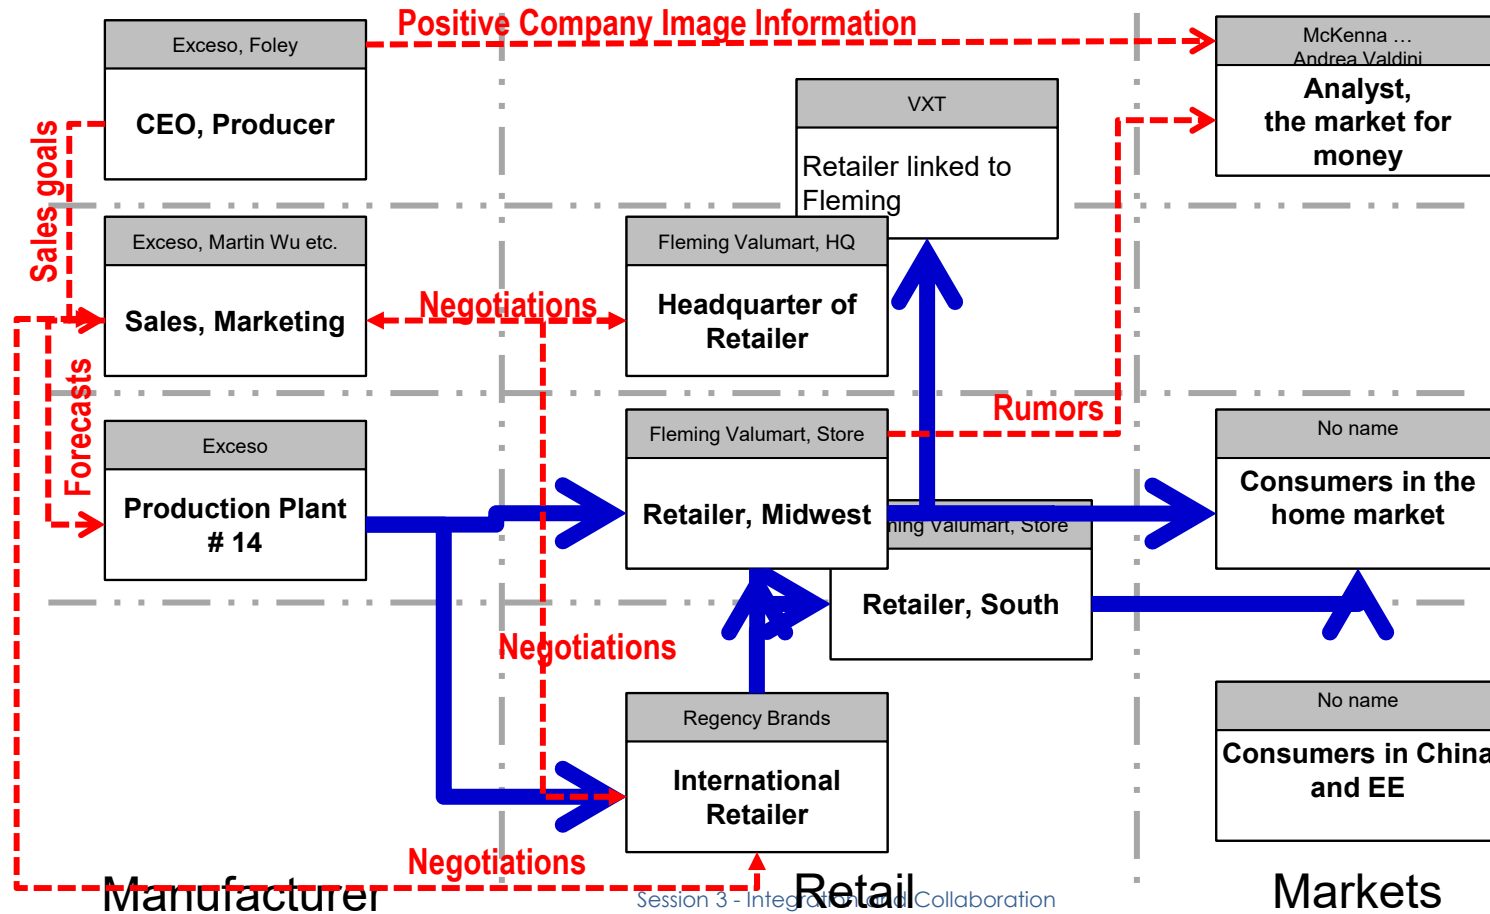 Positive Company Image Information
Exceso, Foley
CEO, Producer
McKenna …
Andrea Valdini
Analyst,
the market for
money
VXT
Retailer linked to
Fleming
Sales goals
Exceso, Martin Wu etc.
Sales, Marketing
Negotiations
Fleming Valumart, HQ
Headquarter of
Retailer
Forecasts
Exceso
Production Plant
# 14
Fleming Valumart, Store
Retailer, Midwest
Rumors
No name
Consumers in the
home market
ning Valumart, Store
Retailer, South
Negotiations
Regency Brands
International
Retailer
No name
Consumers in China
and EE
Negotiations
Manufacturer
Retail
Markets
Session 3 - Integration and Collaboration